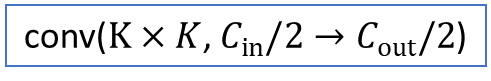 conv(K × K, C_in/2 → C_out/2)